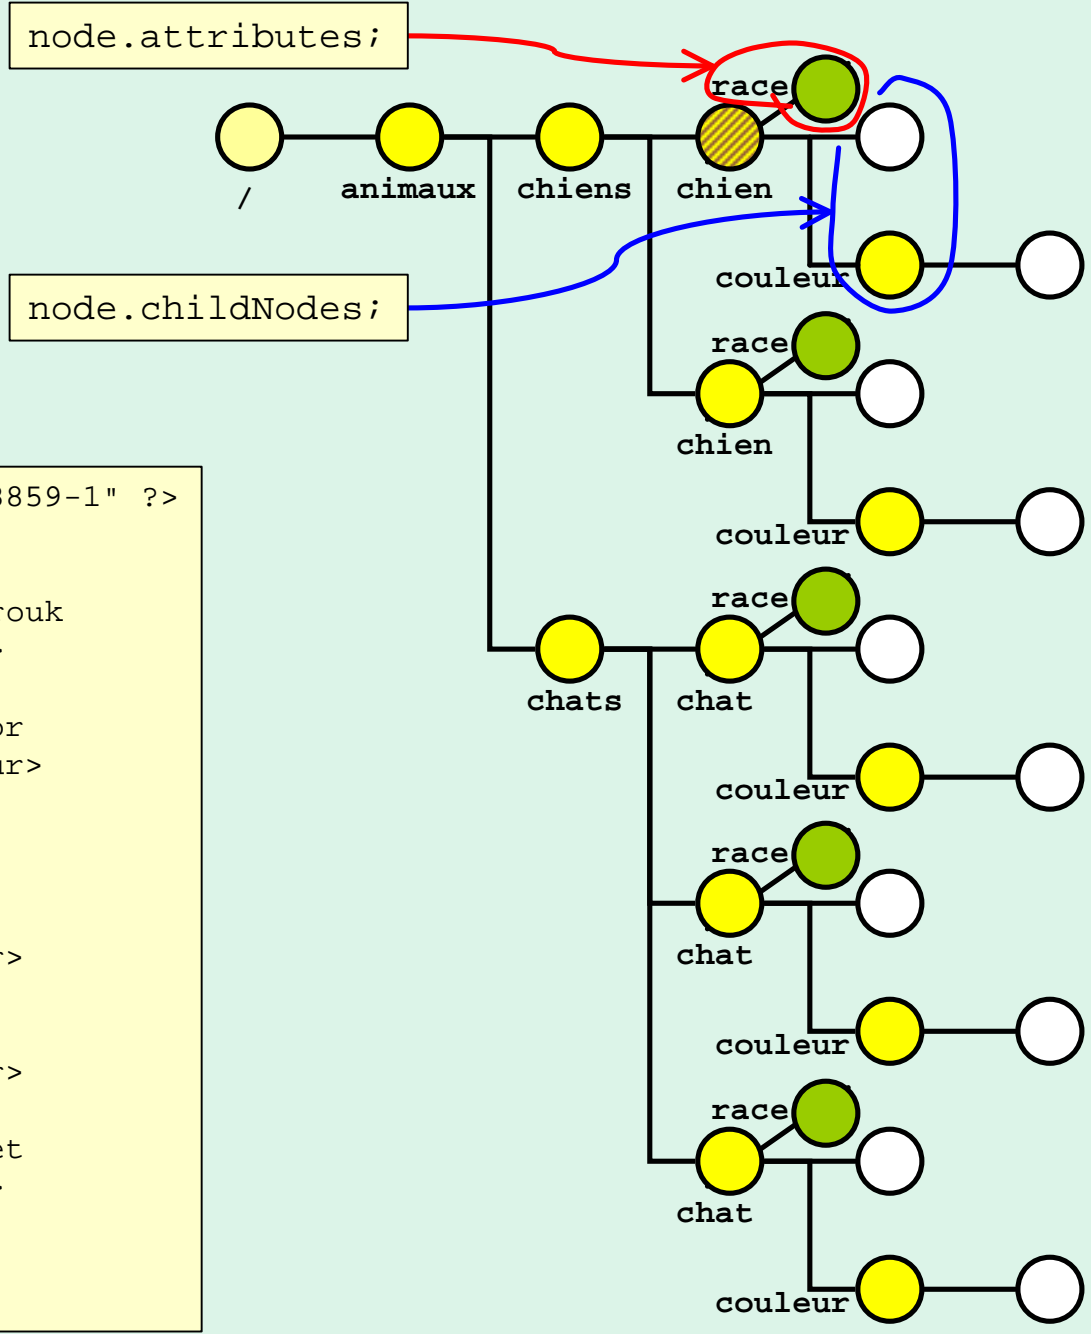 node.attributes;
race
/
animaux
chiens
chien
couleur
node.childNodes;
race
chien
couleur
race
chats
chat
couleur
race
chat
couleur
race
chat
couleur
8859-1" ?>
rouk
or
ur>
r>
r>
et